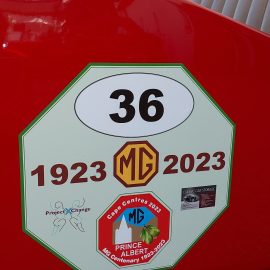 36
1923 MG 2023
Project X Change
Cape Centres 2023
MG
PRINCE
ALBERT
MG Centenary 1923-2023